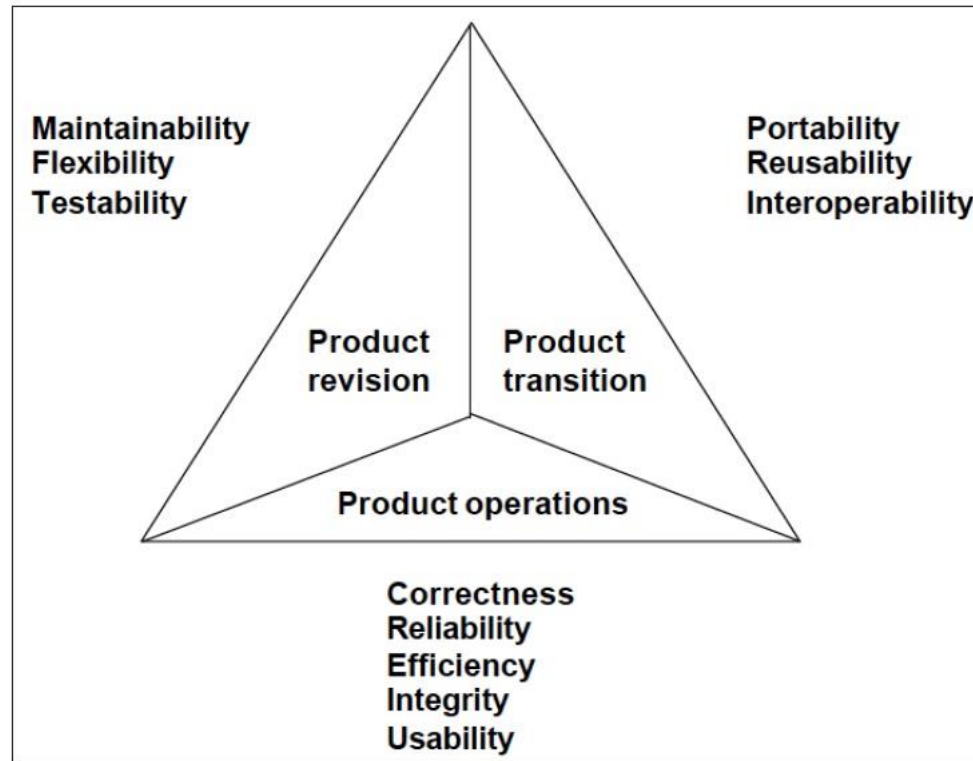 Maintainability
Flexibility
Testability
Portability
Reusability
Interoperability
Product
revision
Product
transition
Product operations
Correctness
Reliability
Efficiency
Integrity
Usability